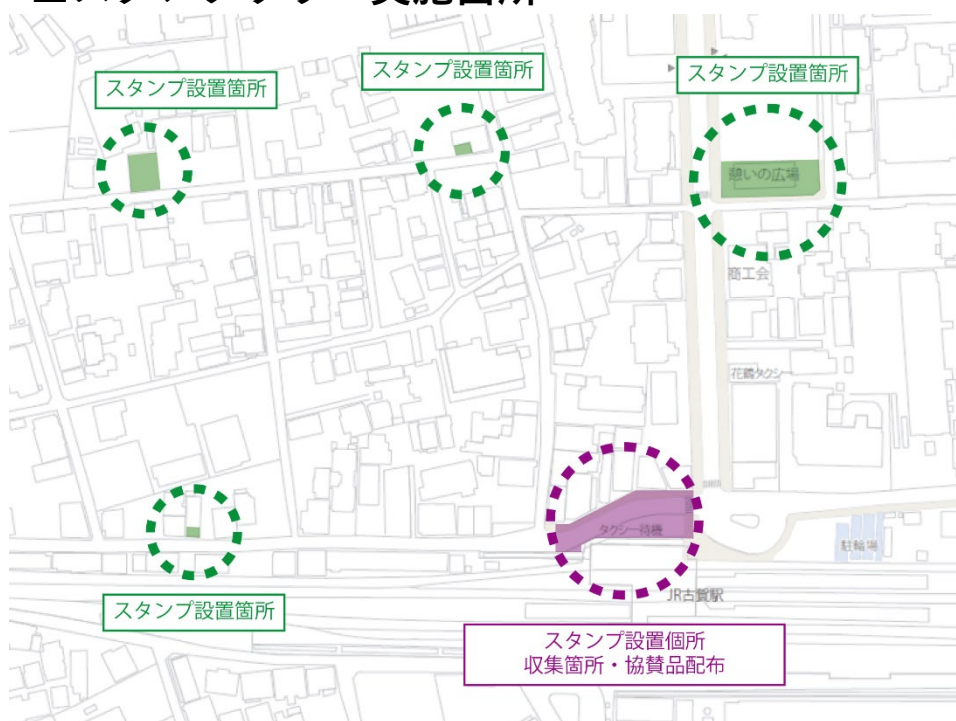 スタンプ設置箇所
スタンプ設置箇所
スタンプ設置箇所
憩いの広場
商工会
花鶴タクシー
タクシー待機
駐輪場
JR古賀駅
スタンプ設置箇所
スタンプ設置個所
収集箇所・協賛品配布